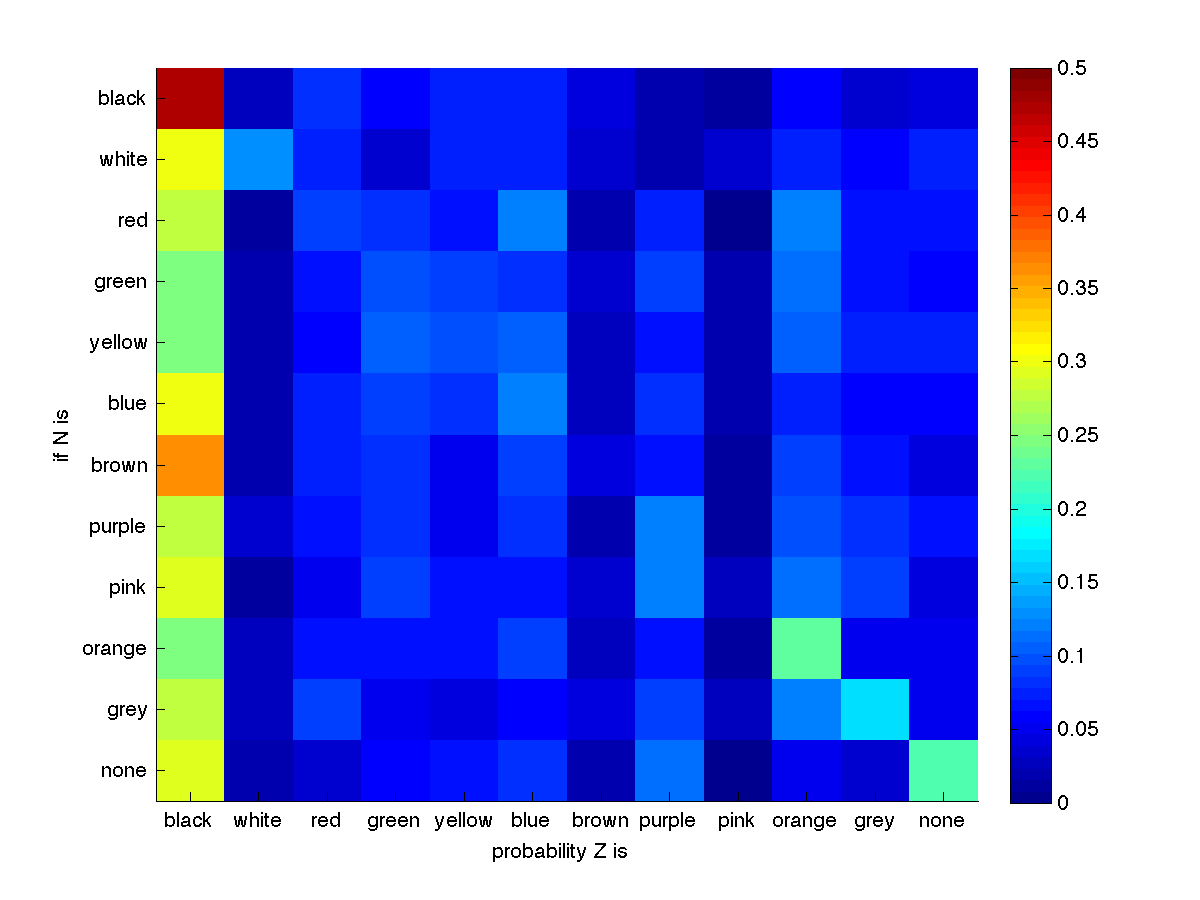 black
white
red
green
yellow
blue
brown
purple
pink
orange
grey
none
if N is
black white red green yellow blue brown purple pink orange grey none
probability Z is
0.5
0.45
0.4
0.35
0.3
0.25
0.2
0.15
0.1
0.05
0